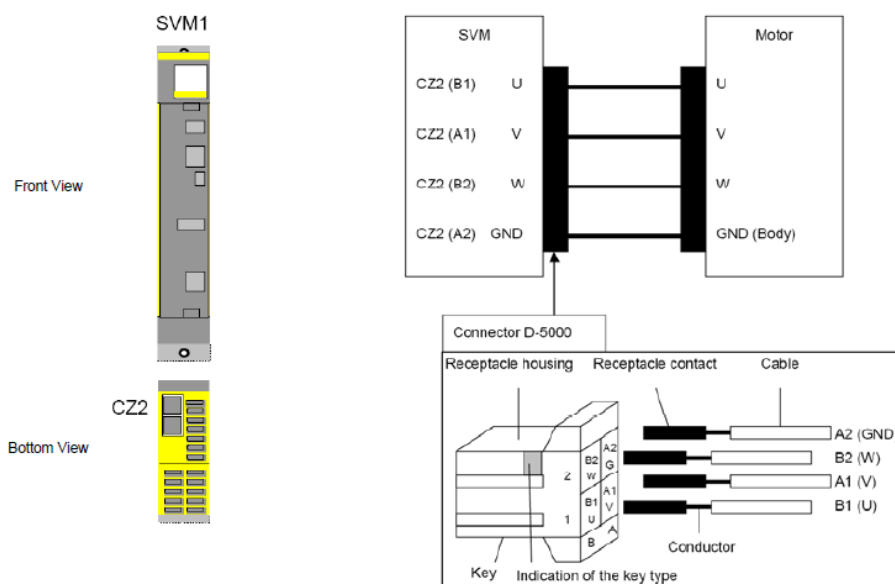 SVM1
Front View
CZ2
Bottom View
SVM
Motor
CZ2 (B1) U
U
CZ2 (A1) V
V
CZ2 (B2) W
W
CZ2 (A2) GND
GND (Body)
Connector D-5000
Receptacle housing
Receptacle contact
Cable
A2 (GND
B2 (W)
A1 (V)
B1 (U)
B2
W
A2
G
2
B1
U
A1
V
1
B
A
Conductor
Key
Indication of the key type